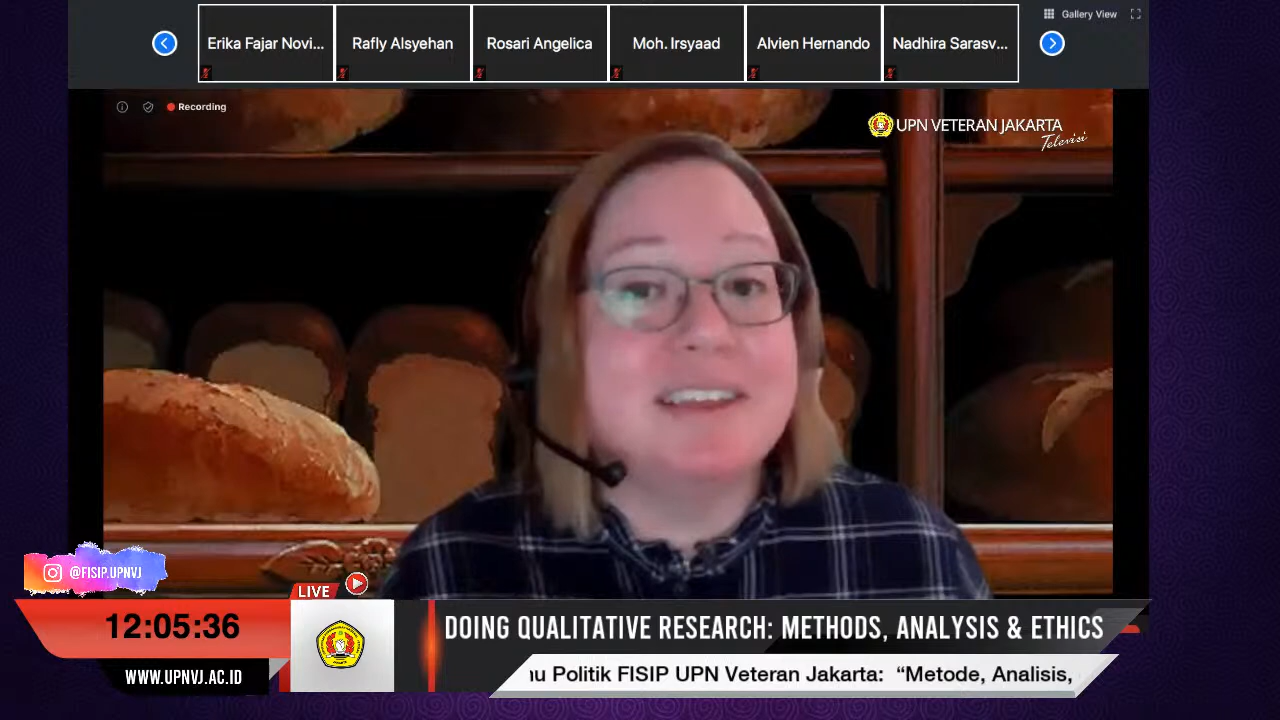 Gallery View
Erika Fajar Novi...
Rafly Alsyehan
Rosari Angelica
Moh. Irsyaad
Alvien Hernando
Nadhira Sarasv...
Recording
UPN VETERAN JAKARTA
Televisi
@FISIP.UPNVJ
LIVE
12:05:36
DOING QUALITATIVE RESEARCH: METHODS, ANALYSIS & ETHICS
WWW.UPNVJ.AC.ID
Politik FISIP UPN Veteran Jakarta: “Metode, Analisis,